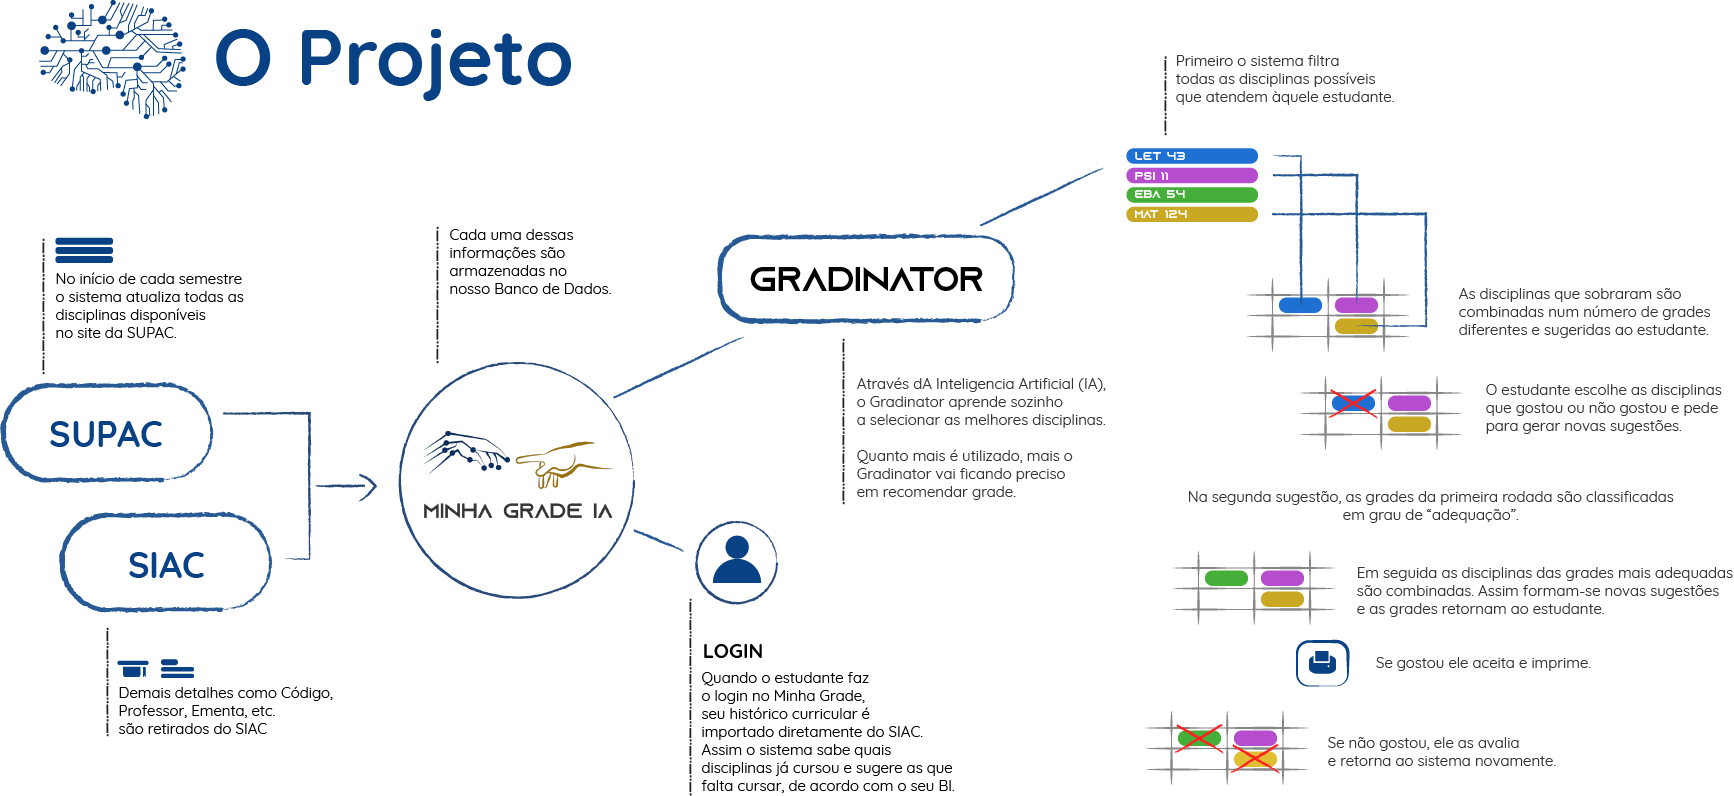 O Projeto
No início de cada semestre
o sistema atualiza todas as
disciplinas disponíveis
no site da SUPAC.
SUPAC
SIAC
Demais detalhes como Código,
Professor, Ementa, etc.
são retirados do SIAC
Cada uma dessas
informações são
armazenadas no
nosso Banco de Dados.
MINHA GRADE IA
GRADINATOR
Através dA Inteligencia Artificial (IA),
o Gradinator aprende sozinho
a selecionar as melhores disciplinas.
Quanto mais é utilizado, mais o
Gradinator vai ficando preciso
em recomendar grade.
LOGIN
Quando o estudante faz
o login no Minha Grade,
seu histórico curricular é
importado diretamente do SIAC.
Assim o sistema sabe quais
disciplinas já cursou e sugere as que
falta cursar, de acordo com o seu BI.
Primeiro o sistema filtra
todas as disciplinas possíveis
que atendem àquele estudante.
LET 43
PSI 11
EBA 54
MAT 124
As disciplinas que sobraram são
combinadas num número de grades
diferentes e sugeridas ao estudante.
O estudante escolhe as disciplinas
que gostou ou não gostou e pede
para gerar novas sugestões.
Na segunda sugestão, as grades da primeira rodada são classificadas
em grau de “adequação”.
Em seguida as disciplinas das grades mais adequadas
são combinadas. Assim formam-se novas sugestões
e as grades retornam ao estudante.
Se gostou ele aceita e imprime.
Se não gostou, ele as avalia
e retorna ao sistema novamente.